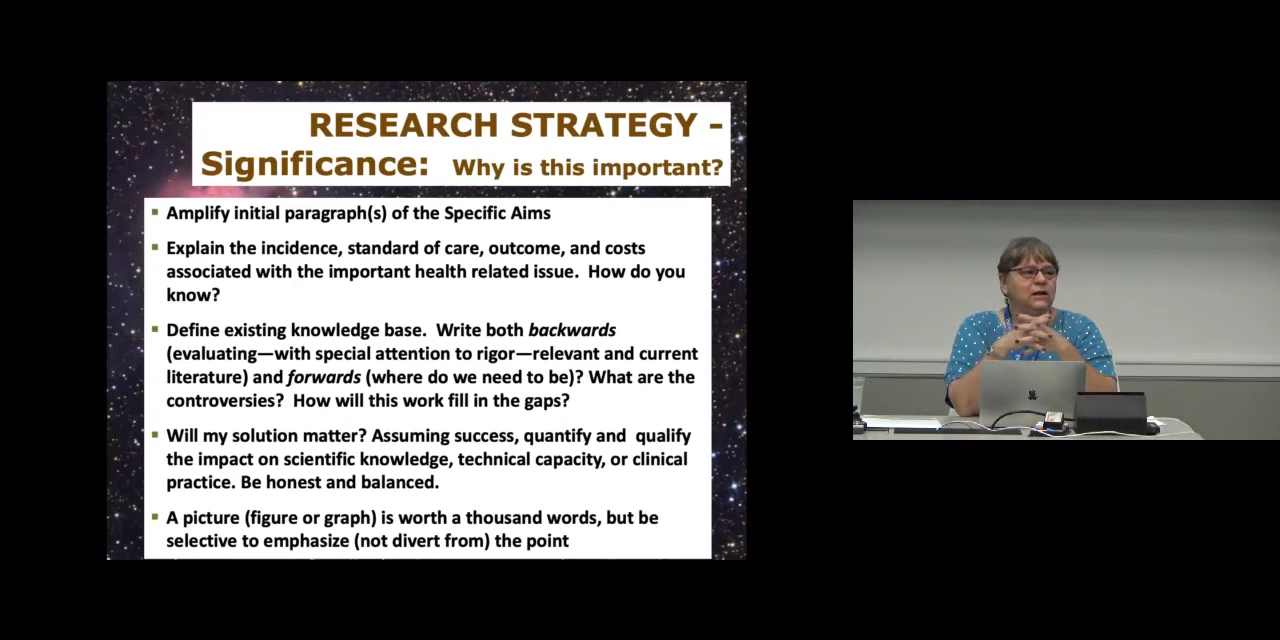 RESEARCH STRATEGY -
Significance: Why is this important?
▪ Amplify initial paragraph(s) of the Specific Aims
▪ Explain the incidence, standard of care, outcome, and costs
associated with the important health related issue. How do you
know?
▪ Define existing knowledge base. Write both backwards
(evaluating—with special attention to rigor—relevant and current
literature) and forwards (where do we need to be)? What are the
controversies? How will this work fill in the gaps?
▪ Will my solution matter? Assuming success, quantify and qualify
the impact on scientific knowledge, technical capacity, or clinical
practice. Be honest and balanced.
▪ A picture (figure or graph) is worth a thousand words, but be
selective to emphasize (not divert from) the point